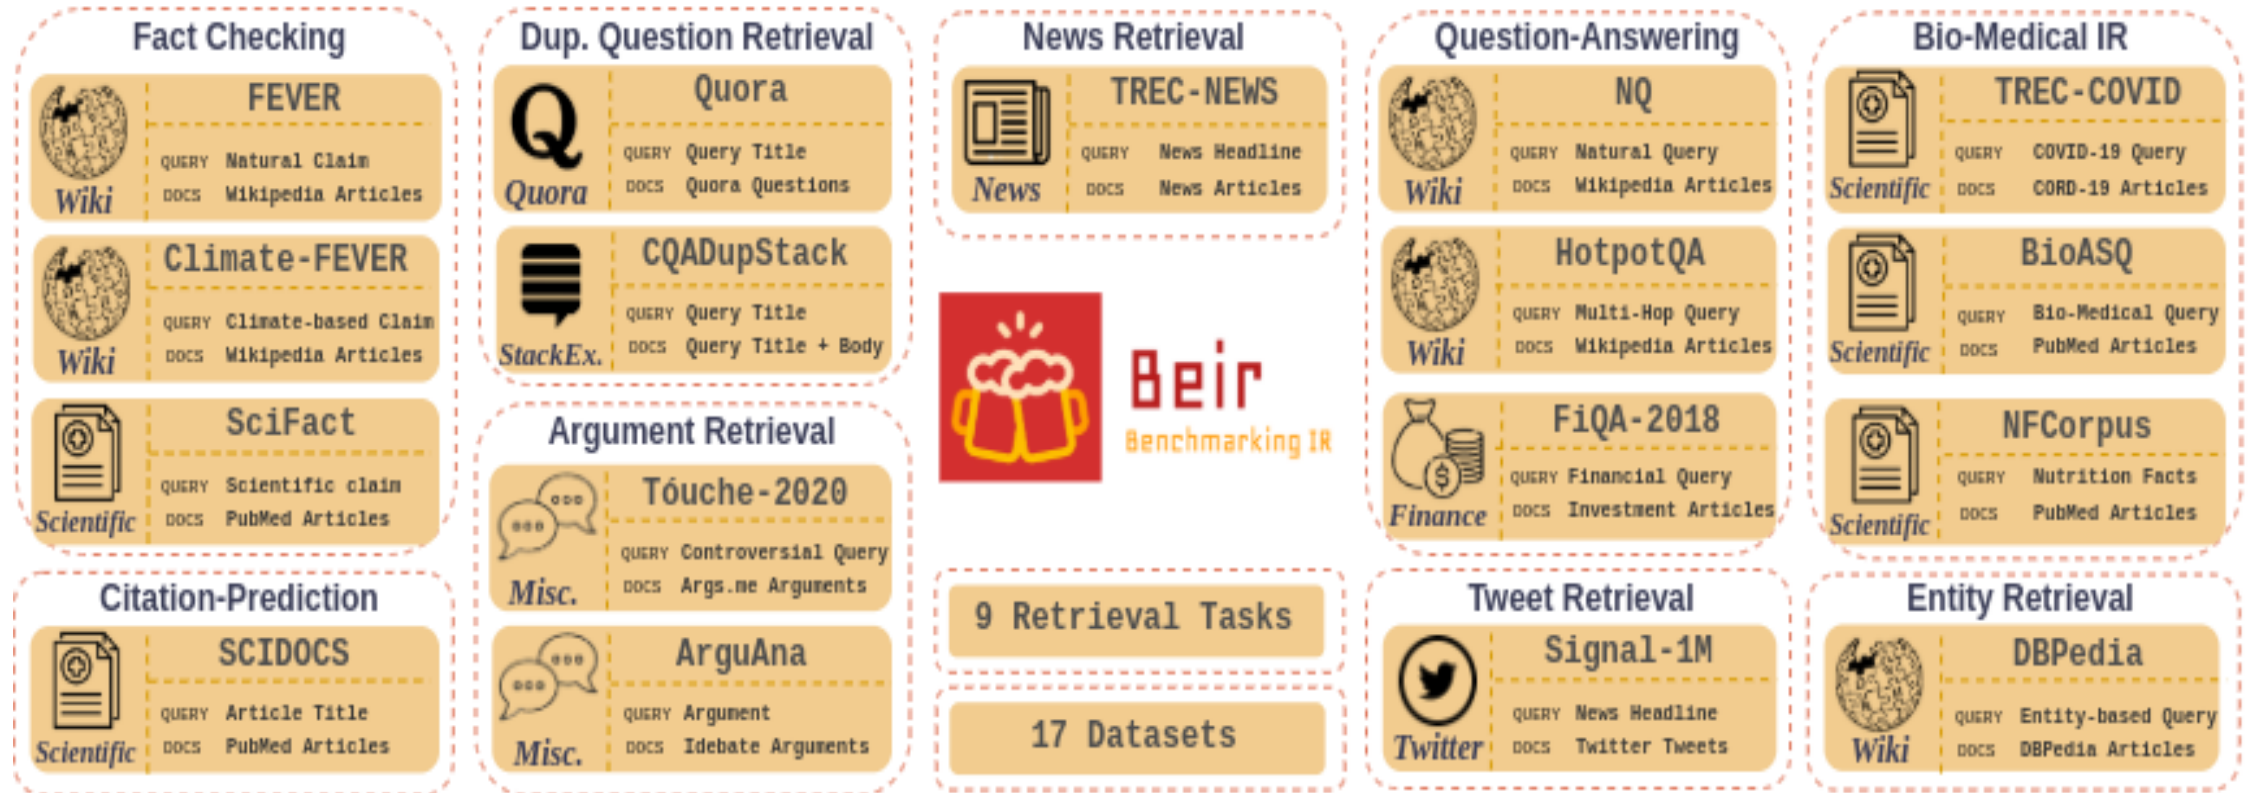 Fact Checking
FEVER
QUERY Natural Claim
DOCS Wikipedia Articles
Wiki
Climate-FEVER
QUERY Climate-based Claim
DOCS Wikipedia Articles
Wiki
SciFact
QUERY Scientific claim
DOCS PubMed Articles
Scientific
Citation-Prediction
SCIDOCS
QUERY Article Title
DOCS PubMed Articles
Scientific
Dup. Question Retrieval
Quora
QUERY Query Title
DOCS Quora Questions
Q
Quora
CQADupStack
QUERY Query Title
DOCS Query Title + Body
StackEx.
Argument Retrieval
Tóuche-2020
QUERY Controversial Query
DOCS Args.me Arguments
Misc.
ArguAna
QUERY Argument
DOCS Idebate Arguments
Misc.
News Retrieval
TREC-NEWS
QUERY News Headline
DOCS News Articles
News
Beir
Benchmarking IR
9 Retrieval Tasks
17 Datasets
Question-Answering
NQ
QUERY Natural Query
DOCS Wikipedia Articles
Wiki
HotpotQA
QUERY Multi-Hop Query
DOCS Wikipedia Articles
Wiki
FiQA-2018
QUERY Financial Query
DOCS Investment Articles
$
Finance
Tweet Retrieval
Signal-1M
QUERY News Headline
DOCS Twitter Tweets
Twitter
Bio-Medical IR
TREC-COVID
QUERY COVID-19 Query
DOCS CORD-19 Articles
Scientific
BioASQ
QUERY Bio-Medical Query
DOCS PubMed Articles
Scientific
NFCorpus
QUERY Nutrition Facts
DOCS PubMed Articles
Scientific
Entity Retrieval
DBPedia
QUERY Entity-based Query
DOCS DBPedia Articles
Wiki